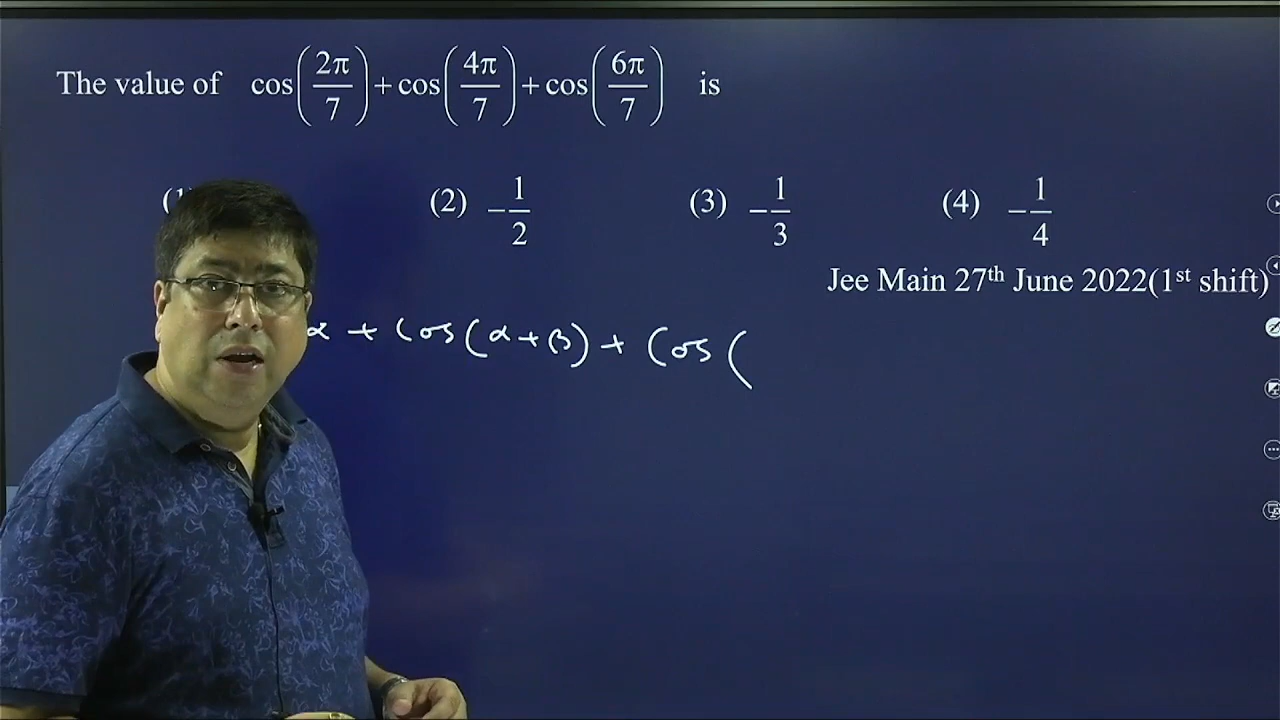 The value of cos(2π/7) + cos(4π/7) + cos(6π/7) is
(1) (2) −1/2 (3) −1/3 (4) −1/4
Jee Main 27th June 2022(1st shift)
α + cos(α+β) + cos(